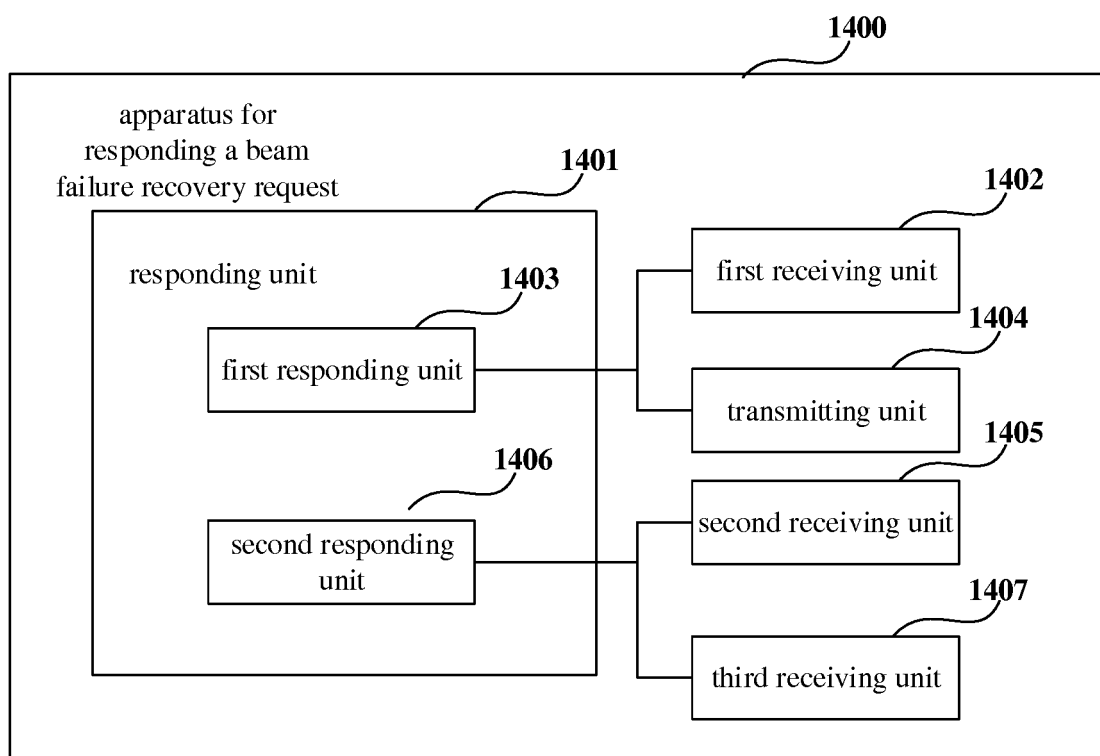 1400
apparatus for
responding a beam
failure recovery request
1401
1402
responding unit
first receiving unit
1403
1404
first responding unit
transmitting unit
1405
1406
second receiving unit
second responding
unit
1407
third receiving unit